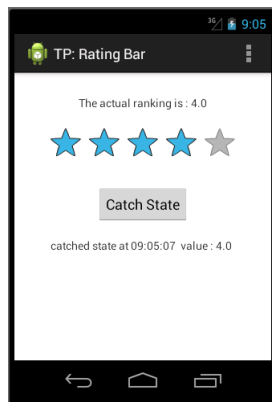 3G 9:05
TP: Rating Bar
The actual ranking is : 4.0
Catch State
catched state at 09:05:07 value : 4.0